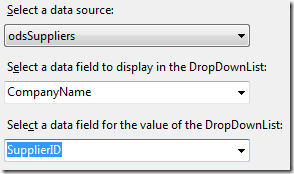 Select a data source:
odsSuppliers
Select a data field to display in the DropDownList:
CompanyName
Select a data field for the value of the DropDownList:
SupplierID